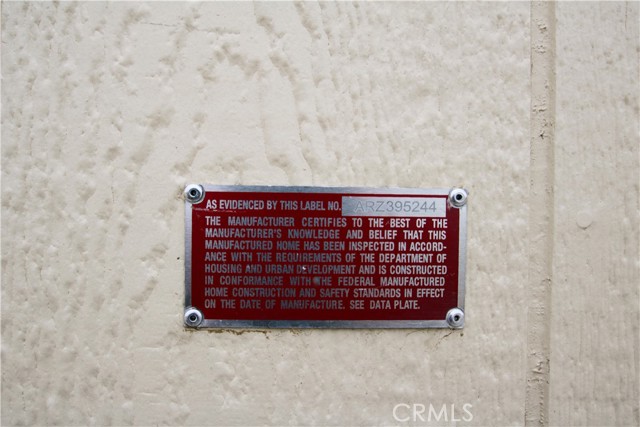 AS EVIDENCED BY THIS LABEL NO. ARZ395244
THE MANUFACTURER CERTIFIES TO THE BEST OF THE
MANUFACTURER'S KNOWLEDGE AND BELIEF THAT THIS
MANUFACTURED HOME HAS BEEN INSPECTED IN ACCORD-
ANCE WITH THE REQUIREMENTS OF THE DEPARTMENT OF
HOUSING AND URBAN DEVELOPMENT AND IS CONSTRUCTED
IN CONFORMANCE WITH THE FEDERAL MANUFACTURED
HOME CONSTRUCTION AND SAFETY STANDARDS IN EFFECT
ON THE DATE OF MANUFACTURE. SEE DATA PLATE.
CRMLS